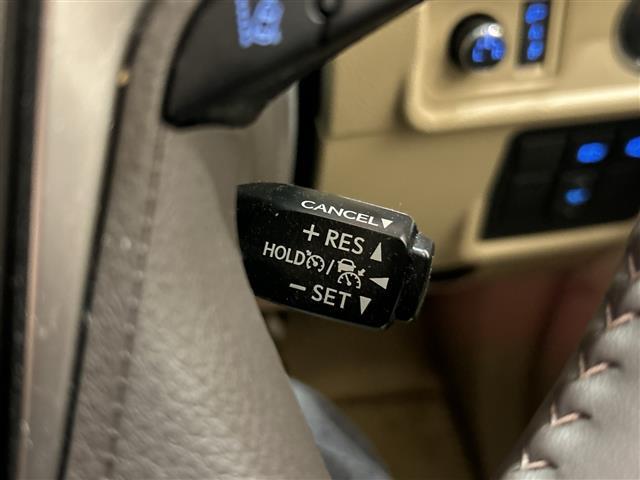 CANCEL▼
+ RES ▲
HOLD /
- SET ▼